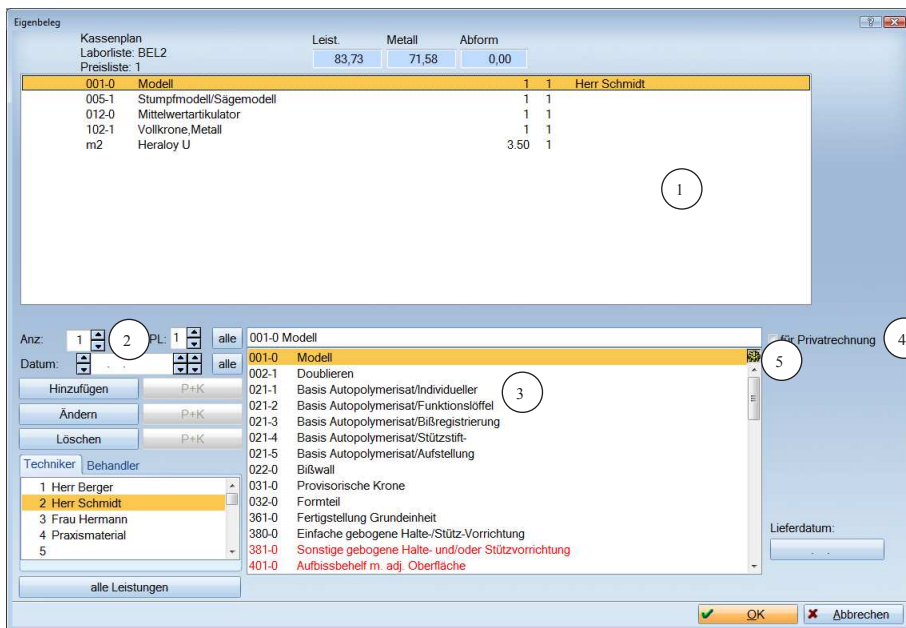 Eigenbeleg
Kassenplan Leist. Metall Abform
Laborliste: BEL2 83,73 71,58 0,00
Preisliste: 1
001-0 Modell 1 1 Herr Schmidt
005-1 Stumpfmodell/Sägemodell 1 1
012-0 Mittelwertartikulator 1 1
102-1 Vollkrone,Metall 1 1
m2 Heraloy U 3.50 1
1
Anz: 1 2 PL: 1 alle 001-0 Modell für Privatrechnung 4
Datum: . . alle
001-0 Modell 5
002-1 Doublieren
021-1 Basis Autopolymerisat/Individueller 3
021-2 Basis Autopolymerisat/Funktionslöffel
021-3 Basis Autopolymerisat/Bißregistrierung
021-4 Basis Autopolymerisat/Stützstift-
021-5 Basis Autopolymerisat/Aufstellung
022-0 Bißwall
031-0 Provisorische Krone
032-0 Formteil
361-0 Fertigstellung Grundeinheit
380-0 Einfache gebogene Halte-/Stütz-Vorrichtung
381-0 Sonstige gebogene Halte- und/oder Stützvorrichtung
401-0 Aufbissbehelf m. adj. Oberfläche
Hinzufügen P+K
Ändern P+K
Löschen P+K
Techniker Behandler
1 Herr Berger
2 Herr Schmidt
3 Frau Hermann
4 Praxismaterial
5
alle Leistungen
Lieferdatum:
. .
OK Abbrechen